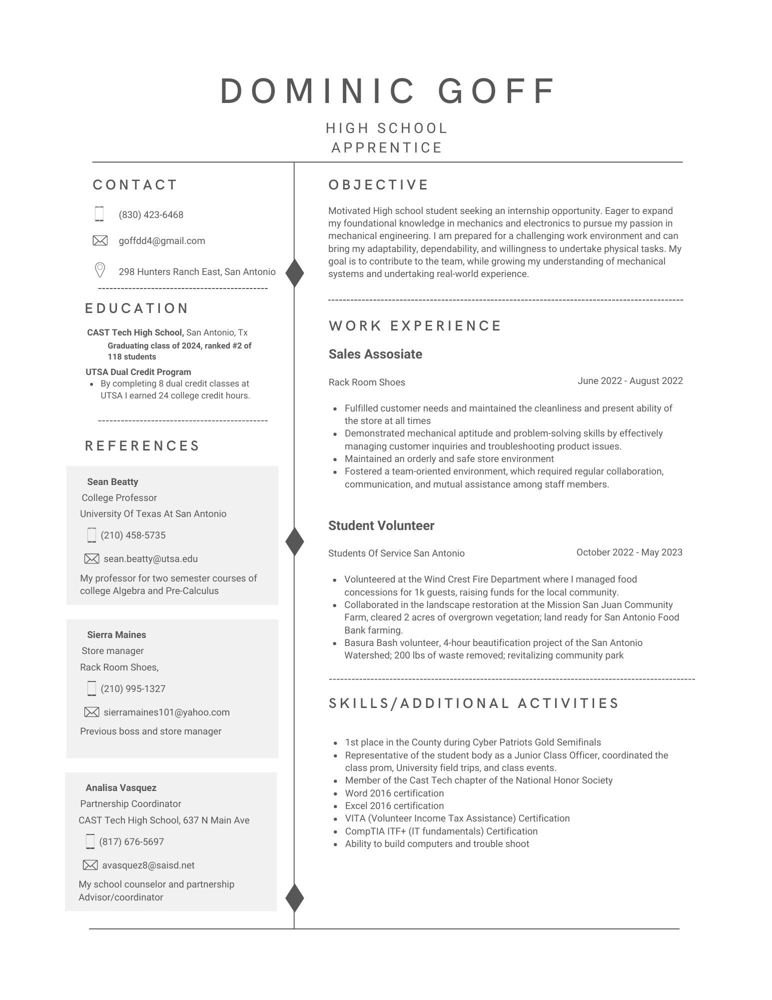 DOMINIC GOFF
HIGH SCHOOL
APPRENTICE
CONTACT
(830) 423-6468
goffdd4@gmail.com
298 Hunters Ranch East, San Antonio
EDUCATION
CAST Tech High School, San Antonio, Tx
Graduating class of 2024, ranked #2 of
118 students
UTSA Dual Credit Program
• By completing 8 dual credit classes at
UTSA I earned 24 college credit hours.
REFERENCES
Sean Beatty
College Professor
University Of Texas At San Antonio
(210) 458-5735
sean.beatty@utsa.edu
My professor for two semester courses of
college Algebra and Pre-Calculus
Sierra Maines
Store manager
Rack Room Shoes,
(210) 995-1327
sierramaines101@yahoo.com
Previous boss and store manager
Analisa Vasquez
Partnership Coordinator
CAST Tech High School, 637 N Main Ave
(817) 676-5697
avasquez8@saisd.net
My school counselor and partnership
Advisor/coordinator
OBJECTIVE
Motivated High school student seeking an internship opportunity. Eager to expand
my foundational knowledge in mechanics and electronics to pursue my passion in
mechanical engineering. I am prepared for a challenging work environment and can
bring my adaptability, dependability, and willingness to undertake physical tasks. My
goal is to contribute to the team, while growing my understanding of mechanical
systems and undertaking real-world experience.
WORK EXPERIENCE
Sales Assosiate
Rack Room Shoes June 2022 - August 2022
• Fulfilled customer needs and maintained the cleanliness and present ability of
the store at all times
• Demonstrated mechanical aptitude and problem-solving skills by effectively
managing customer inquiries and troubleshooting product issues.
• Maintained an orderly and safe store environment
• Fostered a team-oriented environment, which required regular collaboration,
communication, and mutual assistance among staff members.
Student Volunteer
Students Of Service San Antonio October 2022 - May 2023
• Volunteered at the Wind Crest Fire Department where I managed food
concessions for 1k guests, raising funds for the local community.
• Collaborated in the landscape restoration at the Mission San Juan Community
Farm, cleared 2 acres of overgrown vegetation; land ready for San Antonio Food
Bank farming.
• Basura Bash volunteer, 4-hour beautification project of the San Antonio
Watershed; 200 lbs of waste removed; revitalizing community park
SKILLS/ADDITIONAL ACTIVITIES
• 1st place in the County during Cyber Patriots Gold Semifinals
• Representative of the student body as a Junior Class Officer, coordinated the
class prom, University field trips, and class events.
• Member of the Cast Tech chapter of the National Honor Society
• Word 2016 certification
• Excel 2016 certification
• VITA (Volunteer Income Tax Assistance) Certification
• CompTIA ITF+ (IT fundamentals) Certification
• Ability to build computers and trouble shoot